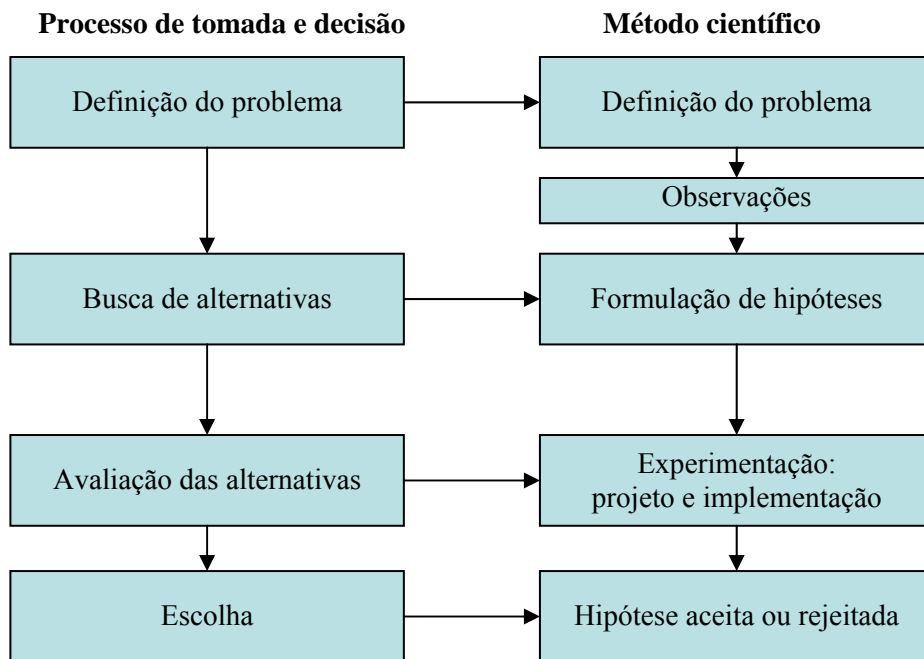 Processo de tomada e decisão
Método científico
Definição do problema
Definição do problema
Observações
Busca de alternativas
Formulação de hipóteses
Avaliação das alternativas
Experimentação:
projeto e implementação
Escolha
Hipótese aceita ou rejeitada